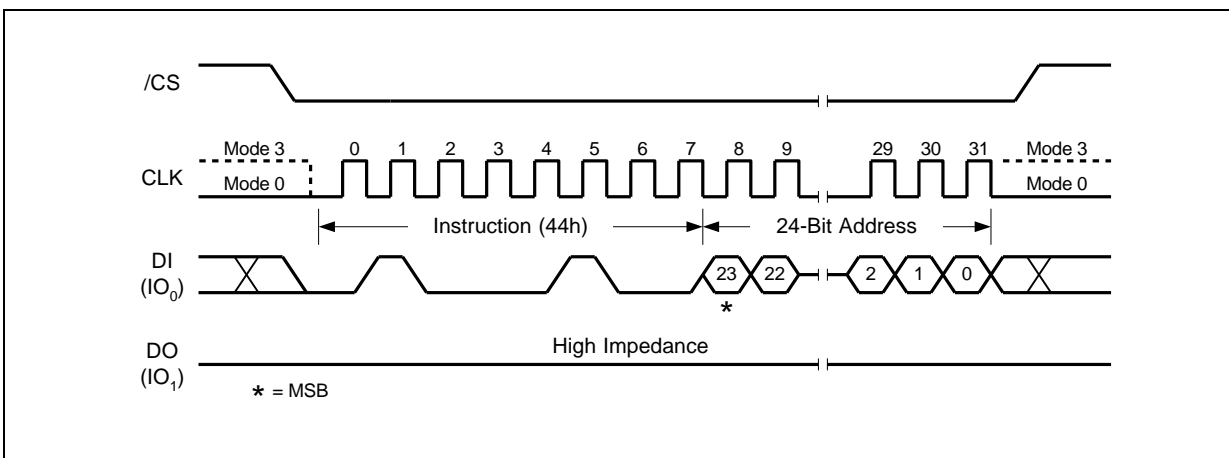 /CS
CLK
Mode 3
Mode 0
0 1 2 3 4 5 6 7 8 9 29 30 31
Mode 3
Mode 0
Instruction (44h)
24-Bit Address
DI
(IO₀)
23 22 2 1 0
*
DO
(IO₁)
High Impedance
* = MSB